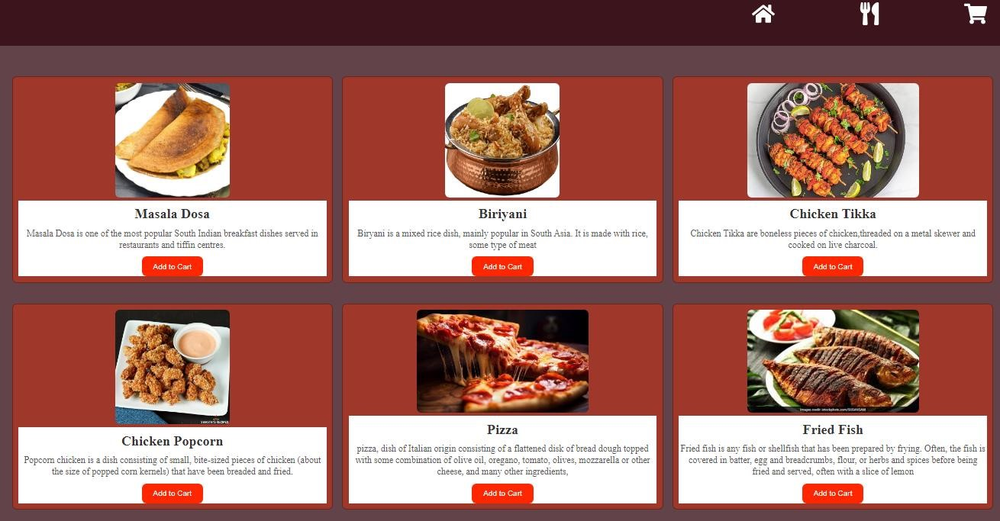 Masala Dosa
Masala Dosa is one of the most popular South Indian breakfast dishes served in
restaurants and tiffin centres.
Add to Cart
Biriyani
Biryani is a mixed rice dish, mainly popular in South Asia. It is made with rice,
some type of meat
Add to Cart
Chicken Tikka
Chicken Tikka are boneless pieces of chicken,threaded on a metal skewer and
cooked on live charcoal.
Add to Cart
SWASTHI'S RECIPES
Chicken Popcorn
Popcorn chicken is a dish consisting of small, bite-sized pieces of chicken (about
the size of popped corn kernels) that have been breaded and fried.
Add to Cart
Pizza
pizza, dish of Italian origin consisting of a flattened disk of bread dough topped
with some combination of olive oil, oregano, tomato, olives, mozzarella or other
cheese, and many other ingredients,
Add to Cart
Images credit: istockphoto.com/SUSANSAM
Fried Fish
Fried fish is any fish or shellfish that has been prepared by frying. Often, the fish is
covered in batter, egg and breadcrumbs, flour, or herbs and spices before being
fried and served, often with a slice of lemon
Add to Cart